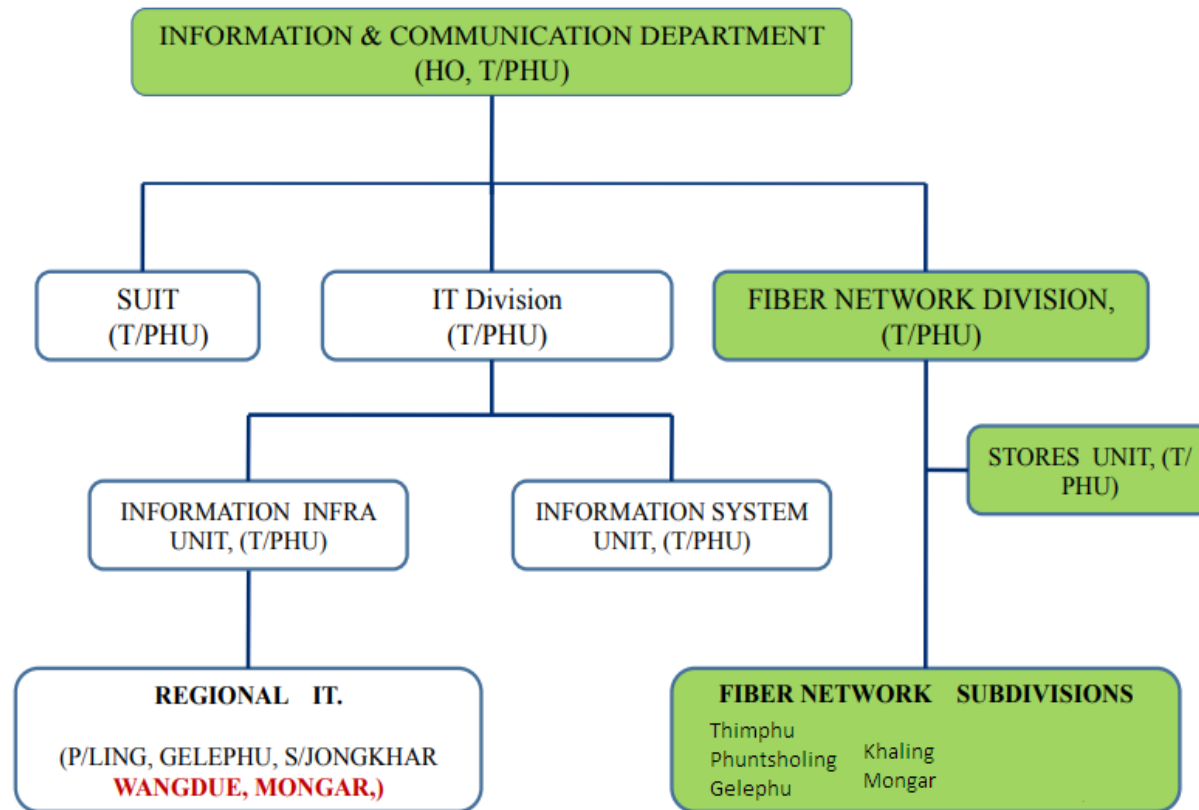 INFORMATION & COMMUNICATION DEPARTMENT
(HO, T/PHU)
SUIT
(T/PHU)
IT Division
(T/PHU)
FIBER NETWORK DIVISION,
(T/PHU)
STORES UNIT, (T/
PHU)
INFORMATION INFRA
UNIT, (T/PHU)
INFORMATION SYSTEM
UNIT, (T/PHU)
REGIONAL IT.
(P/LING, GELEPHU, S/JONGKHAR
WANGDUE, MONGAR,)
FIBER NETWORK SUBDIVISIONS
Thimphu
Phuntsholing
Gelephu
Khaling
Mongar